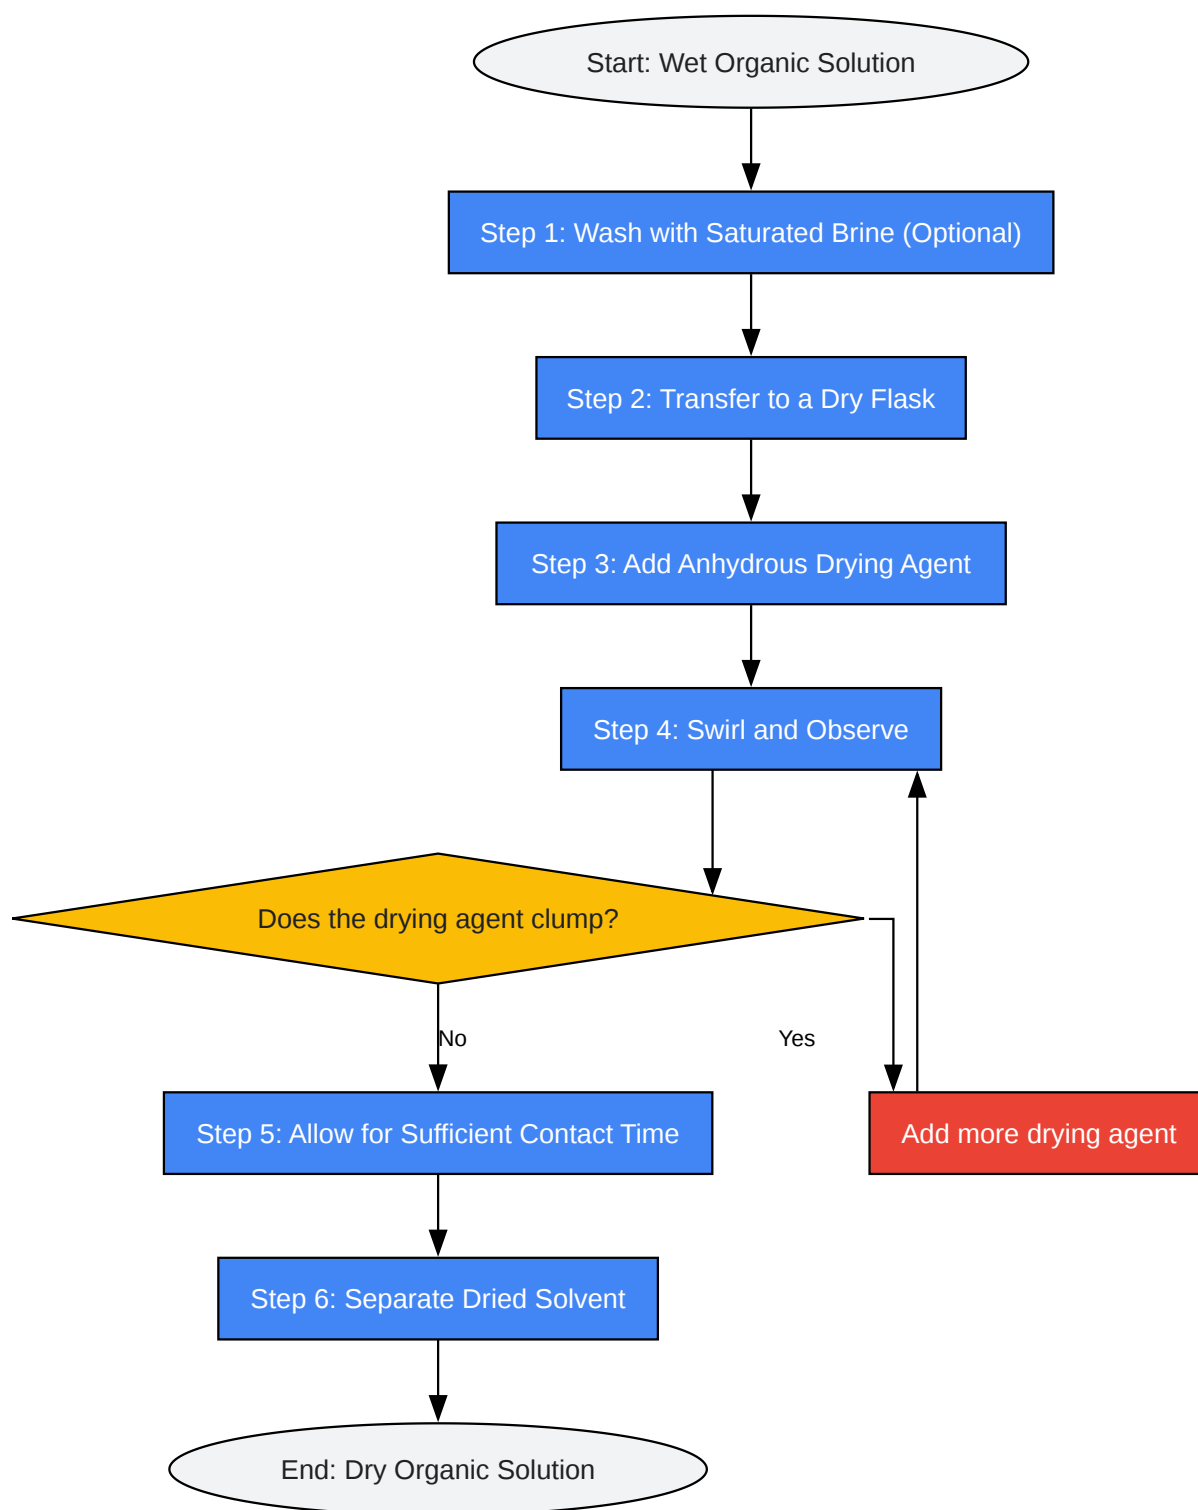 Start: Wet Organic Solution
Step 1: Wash with Saturated Brine (Optional)
Step 2: Transfer to a Dry Flask
Step 3: Add Anhydrous Drying Agent
Step 4: Swirl and Observe
Does the drying agent clump?
No
Yes
Step 5: Allow for Sufficient Contact Time
Add more drying agent
Step 6: Separate Dried Solvent
End: Dry Organic Solution